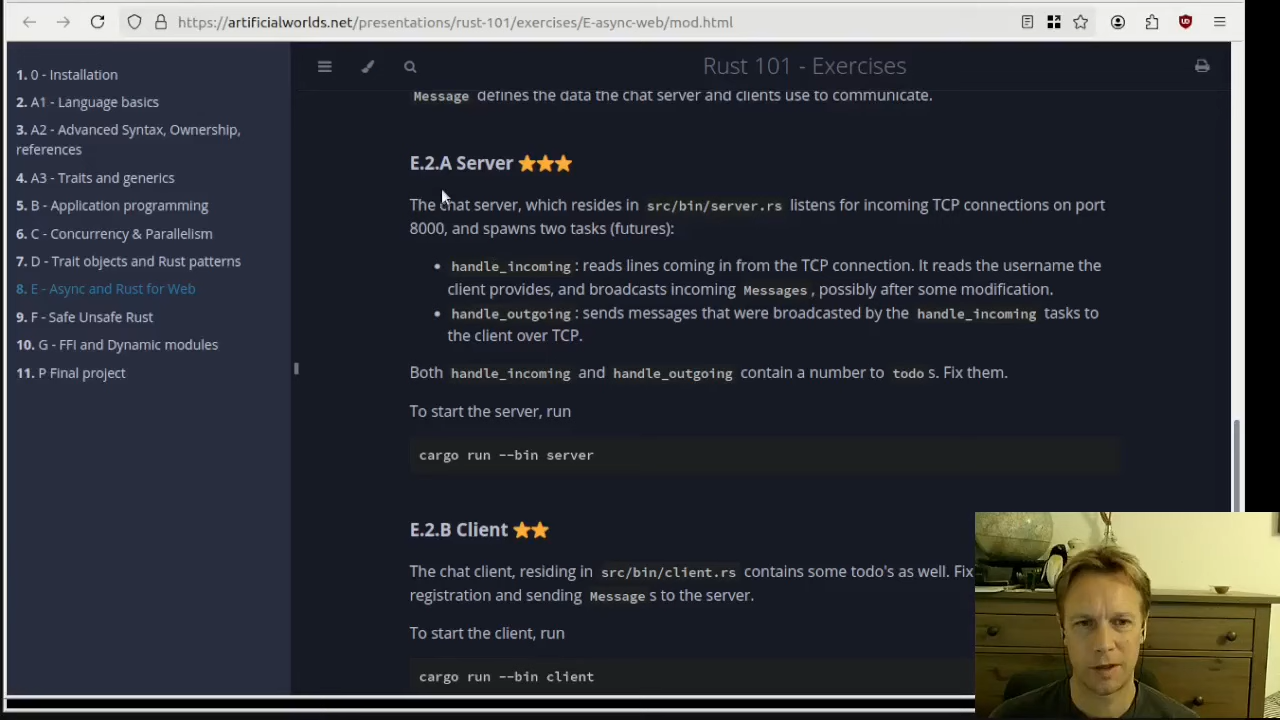 https://artificialworlds.net/presentations/rust-101/exercises/E-async-web/mod.html
1. 0 - Installation
2. A1 - Language basics
3. A2 - Advanced Syntax, Ownership,
references
4. A3 - Traits and generics
5. B - Application programming
6. C - Concurrency & Parallelism
7. D - Trait objects and Rust patterns
8. E - Async and Rust for Web
9. F - Safe Unsafe Rust
10. G - FFI and Dynamic modules
11. P Final project
Rust 101 - Exercises
Message defines the data the chat server and clients use to communicate.
E.2.A Server ⭐⭐⭐
The chat server, which resides in src/bin/server.rs listens for incoming TCP connections on port
8000, and spawns two tasks (futures):
• handle_incoming: reads lines coming in from the TCP connection. It reads the username the
client provides, and broadcasts incoming Messages, possibly after some modification.
• handle_outgoing: sends messages that were broadcasted by the handle_incoming tasks to
the client over TCP.
Both handle_incoming and handle_outgoing contain a number to todo s. Fix them.
To start the server, run
cargo run --bin server
E.2.B Client ⭐⭐
The chat client, residing in src/bin/client.rs contains some todo's as well. Fix
registration and sending Message s to the server.
To start the client, run
cargo run --bin client